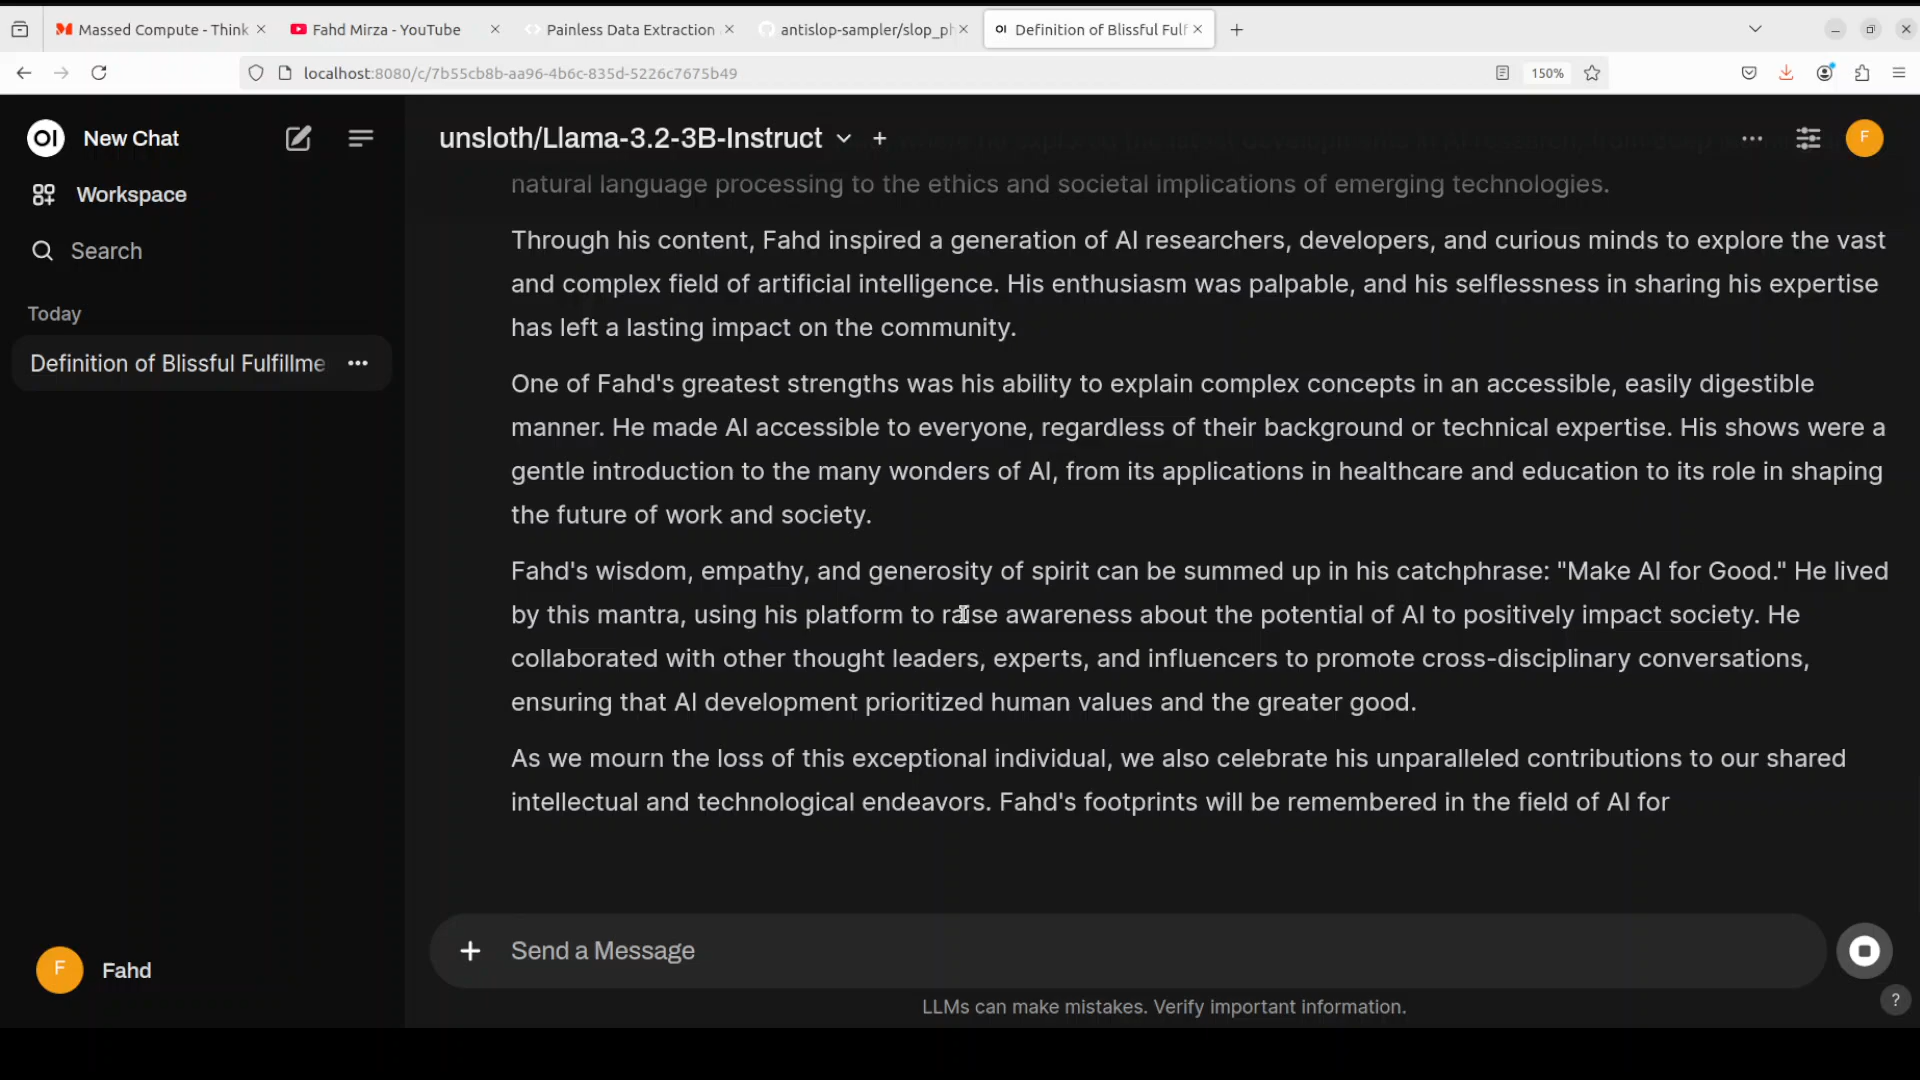 Massed Compute - Think
Fahd Mirza - YouTube
Painless Data Extraction
antislop-sampler/slop_ph
OI Definition of Blissful Fulf
localhost:8080/c/7b55cb8b-aa96-4b6c-835d-5226c7675b49
150%
OI New Chat
unsloth/Llama-3.2-3B-Instruct
F
Workspace
Search
Today
Definition of Blissful Fulfillme
natural language processing to the ethics and societal implications of emerging technologies.
Through his content, Fahd inspired a generation of AI researchers, developers, and curious minds to explore the vast
and complex field of artificial intelligence. His enthusiasm was palpable, and his selflessness in sharing his expertise
has left a lasting impact on the community.
One of Fahd's greatest strengths was his ability to explain complex concepts in an accessible, easily digestible
manner. He made AI accessible to everyone, regardless of their background or technical expertise. His shows were a
gentle introduction to the many wonders of AI, from its applications in healthcare and education to its role in shaping
the future of work and society.
Fahd's wisdom, empathy, and generosity of spirit can be summed up in his catchphrase: "Make AI for Good." He lived
by this mantra, using his platform to raise awareness about the potential of AI to positively impact society. He
collaborated with other thought leaders, experts, and influencers to promote cross-disciplinary conversations,
ensuring that AI development prioritized human values and the greater good.
As we mourn the loss of this exceptional individual, we also celebrate his unparalleled contributions to our shared
intellectual and technological endeavors. Fahd's footprints will be remembered in the field of AI for
Send a Message
F Fahd
LLMs can make mistakes. Verify important information.
?